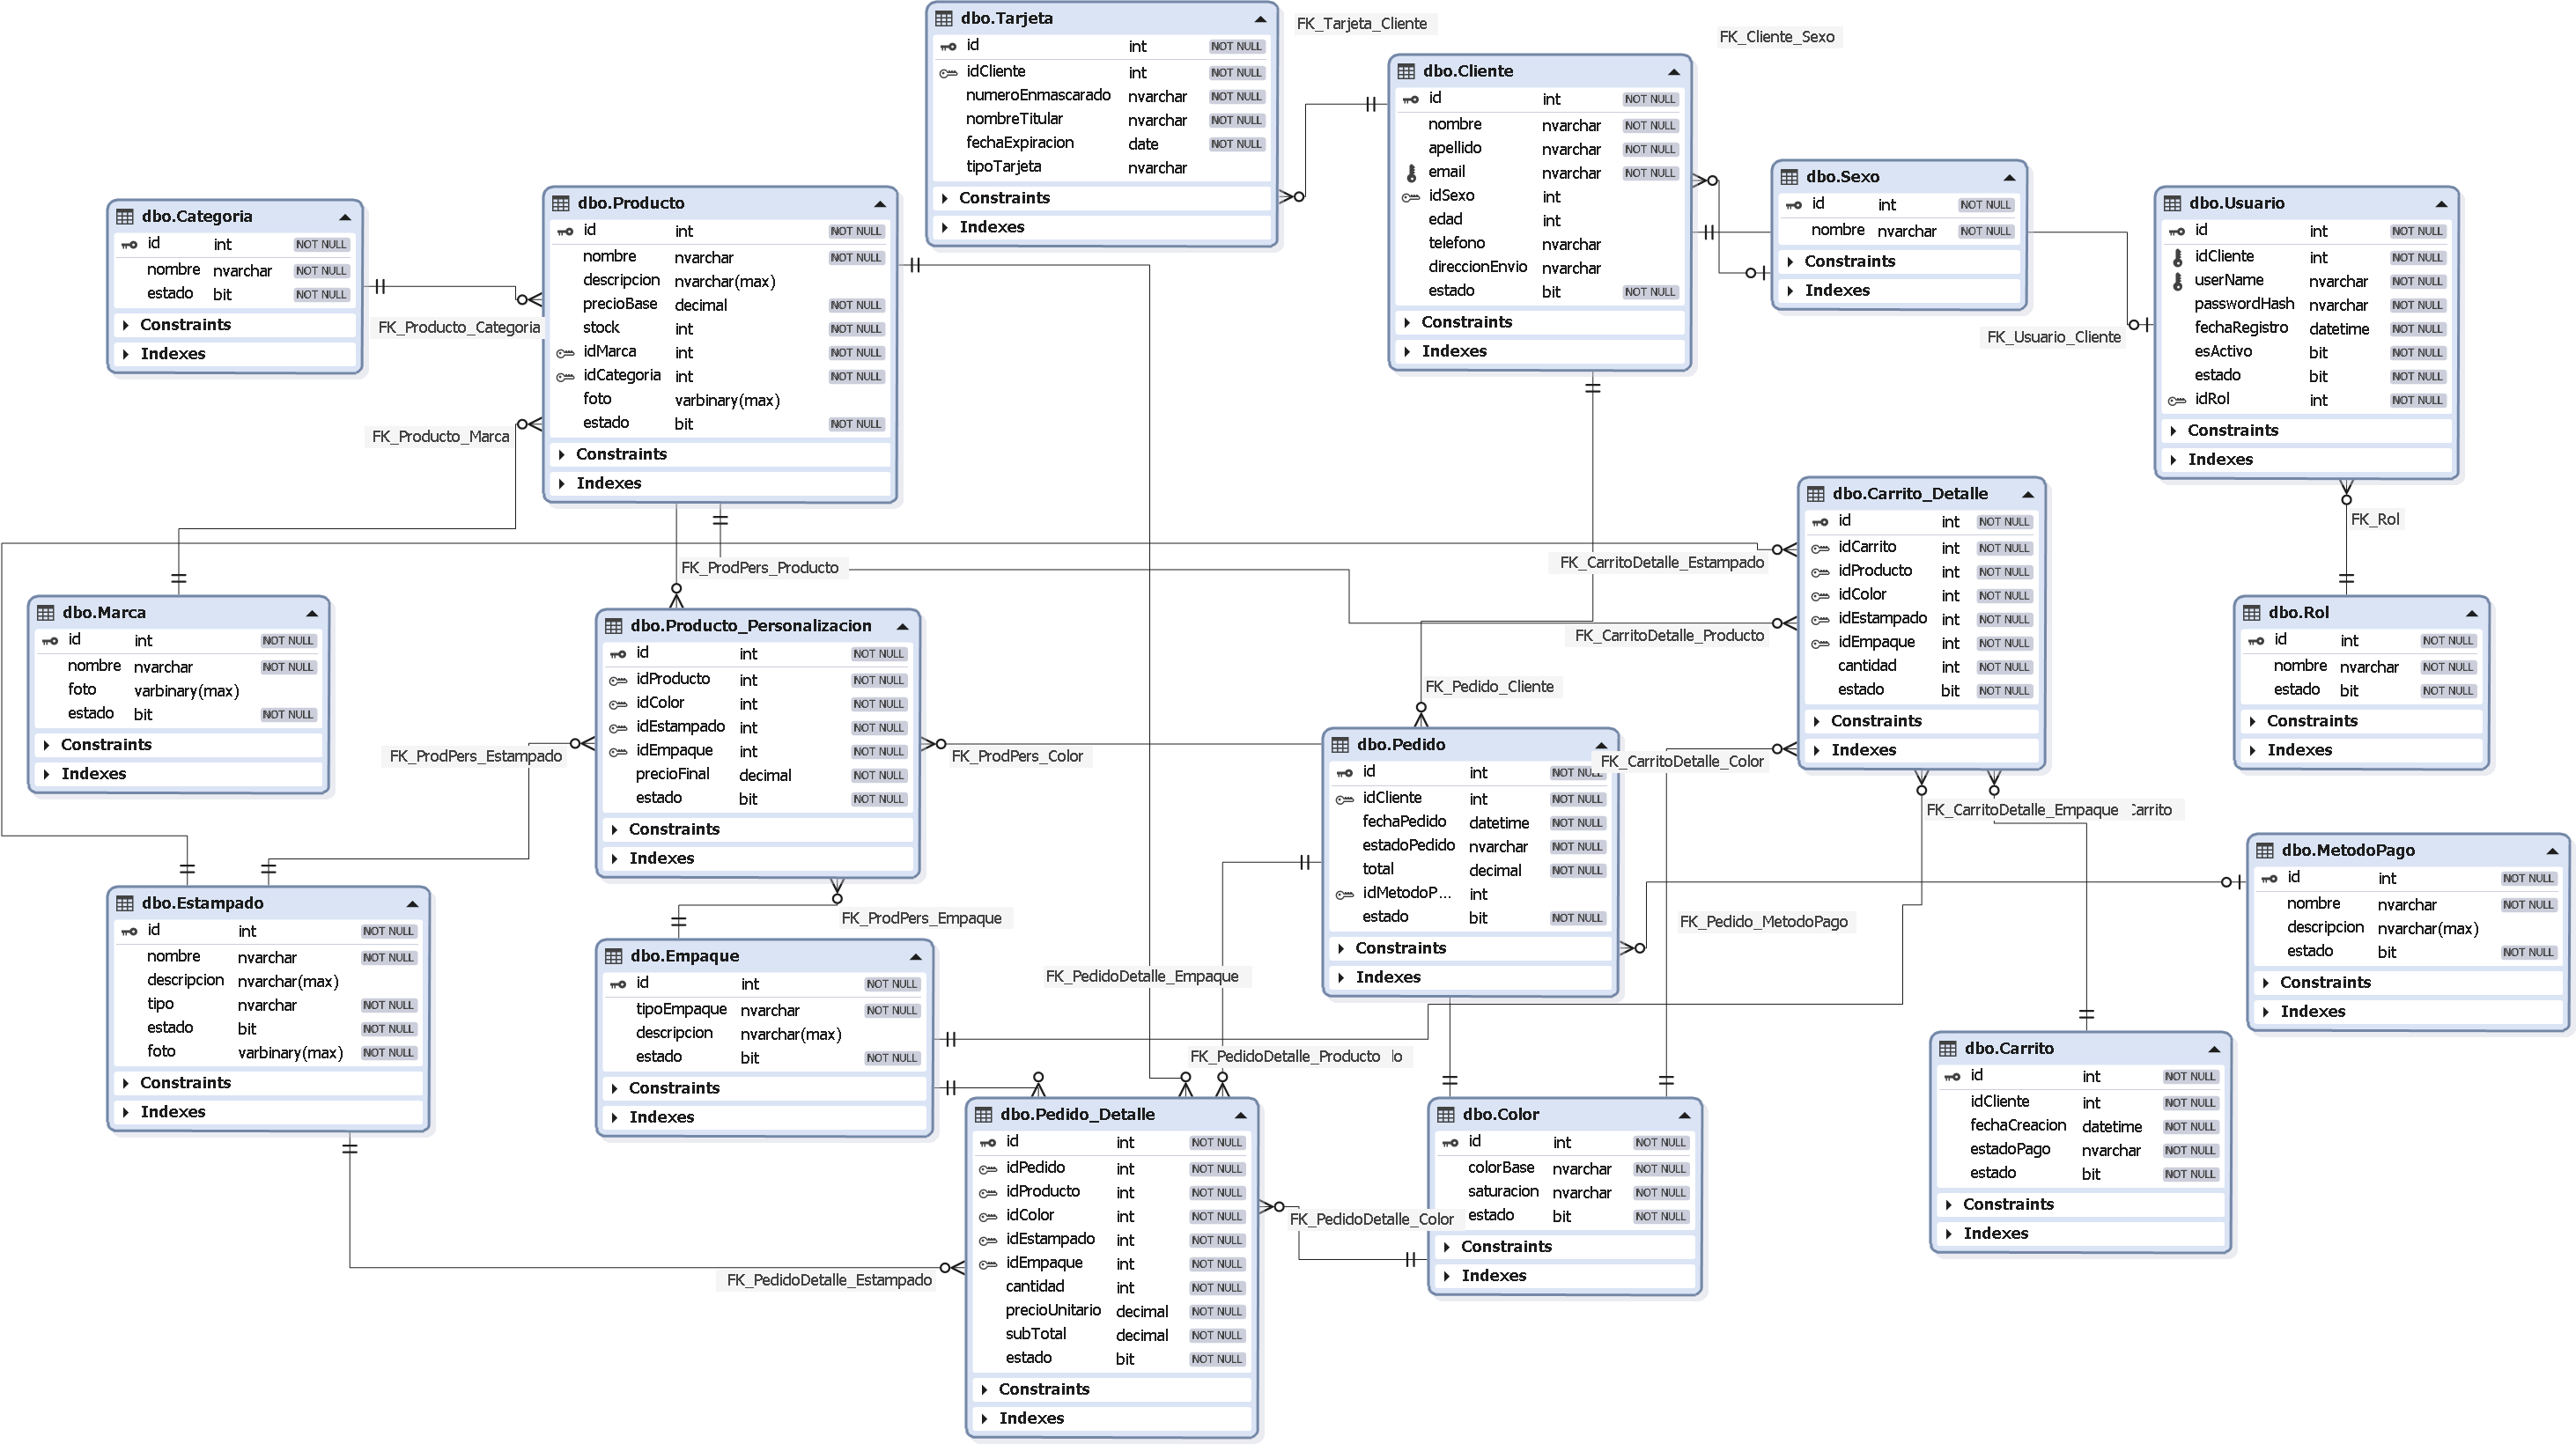 dbo.Tarjeta
id int NOT NULL
idCliente int NOT NULL
numeroEnmascarado nvarchar NOT NULL
nombreTitular nvarchar NOT NULL
fechaExpiracion date NOT NULL
tipoTarjeta nvarchar
Constraints
Indexes
FK_Tarjeta_Cliente
FK_Cliente_Sexo
dbo.Cliente
id int NOT NULL
nombre nvarchar NOT NULL
apellido nvarchar NOT NULL
email nvarchar NOT NULL
idSexo int
edad int
telefono nvarchar
direccionEnvio nvarchar
estado bit NOT NULL
Constraints
Indexes
dbo.Sexo
id int NOT NULL
nombre nvarchar NOT NULL
Constraints
Indexes
dbo.Usuario
id int NOT NULL
idCliente int NOT NULL
userName nvarchar NOT NULL
passwordHash nvarchar NOT NULL
fechaRegistro datetime NOT NULL
esActivo bit NOT NULL
estado bit NOT NULL
idRol int NOT NULL
Constraints
Indexes
FK_Usuario_Cliente
dbo.Categoria
id int NOT NULL
nombre nvarchar NOT NULL
estado bit NOT NULL
Constraints
Indexes
FK_Producto_Categoria
dbo.Producto
id int NOT NULL
nombre nvarchar NOT NULL
descripcion nvarchar(max)
precioBase decimal NOT NULL
stock int NOT NULL
idMarca int NOT NULL
idCategoria int NOT NULL
foto varbinary(max)
estado bit NOT NULL
Constraints
Indexes
FK_Producto_Marca
FK_ProdPers_Producto
FK_CarritoDetalle_Estampado
FK_CarritoDetalle_Producto
dbo.Carrito_Detalle
id int NOT NULL
idCarrito int NOT NULL
idProducto int NOT NULL
idColor int NOT NULL
idEstampado int NOT NULL
idEmpaque int NOT NULL
cantidad int NOT NULL
estado bit NOT NULL
Constraints
Indexes
FK_Rol
dbo.Rol
id int NOT NULL
nombre nvarchar NOT NULL
estado bit NOT NULL
Constraints
Indexes
dbo.Marca
id int NOT NULL
nombre nvarchar NOT NULL
foto varbinary(max)
estado bit NOT NULL
Constraints
Indexes
dbo.Producto_Personalizacion
id int NOT NULL
idProducto int NOT NULL
idColor int NOT NULL
idEstampado int NOT NULL
idEmpaque int NOT NULL
precioFinal decimal NOT NULL
estado bit NOT NULL
Constraints
Indexes
FK_ProdPers_Estampado
FK_ProdPers_Color
FK_Pedido_Cliente
dbo.Pedido
id int NOT NULL
idCliente int NOT NULL
fechaPedido datetime NOT NULL
estadoPedido nvarchar NOT NULL
total decimal NOT NULL
idMetodoP... int
estado bit NOT NULL
Constraints
Indexes
FK_CarritoDetalle_Color
FK_CarritoDetalle_Empaque arrito
FK_Pedido_MetodoPago
dbo.MetodoPago
id int NOT NULL
nombre nvarchar NOT NULL
descripcion nvarchar(max)
estado bit NOT NULL
Constraints
Indexes
dbo.Estampado
id int NOT NULL
nombre nvarchar NOT NULL
descripcion nvarchar(max)
tipo nvarchar NOT NULL
estado bit NOT NULL
foto varbinary(max) NOT NULL
Constraints
Indexes
FK_ProdPers_Empaque
dbo.Empaque
id int NOT NULL
tipoEmpaque nvarchar NOT NULL
descripcion nvarchar(max)
estado bit NOT NULL
Constraints
Indexes
FK_PedidoDetalle_Empaque
FK_PedidoDetalle_Producto lo
dbo.Pedido_Detalle
id int NOT NULL
idPedido int NOT NULL
idProducto int NOT NULL
idColor int NOT NULL
idEstampado int NOT NULL
idEmpaque int NOT NULL
cantidad int NOT NULL
precioUnitario decimal NOT NULL
subTotal decimal NOT NULL
estado bit NOT NULL
Constraints
Indexes
FK_PedidoDetalle_Estampado
FK_PedidoDetalle_Color
dbo.Color
id int NOT NULL
colorBase nvarchar NOT NULL
saturacion nvarchar NOT NULL
estado bit NOT NULL
Constraints
Indexes
dbo.Carrito
id int NOT NULL
idCliente int NOT NULL
fechaCreacion datetime NOT NULL
estadoPago nvarchar NOT NULL
estado bit NOT NULL
Constraints
Indexes